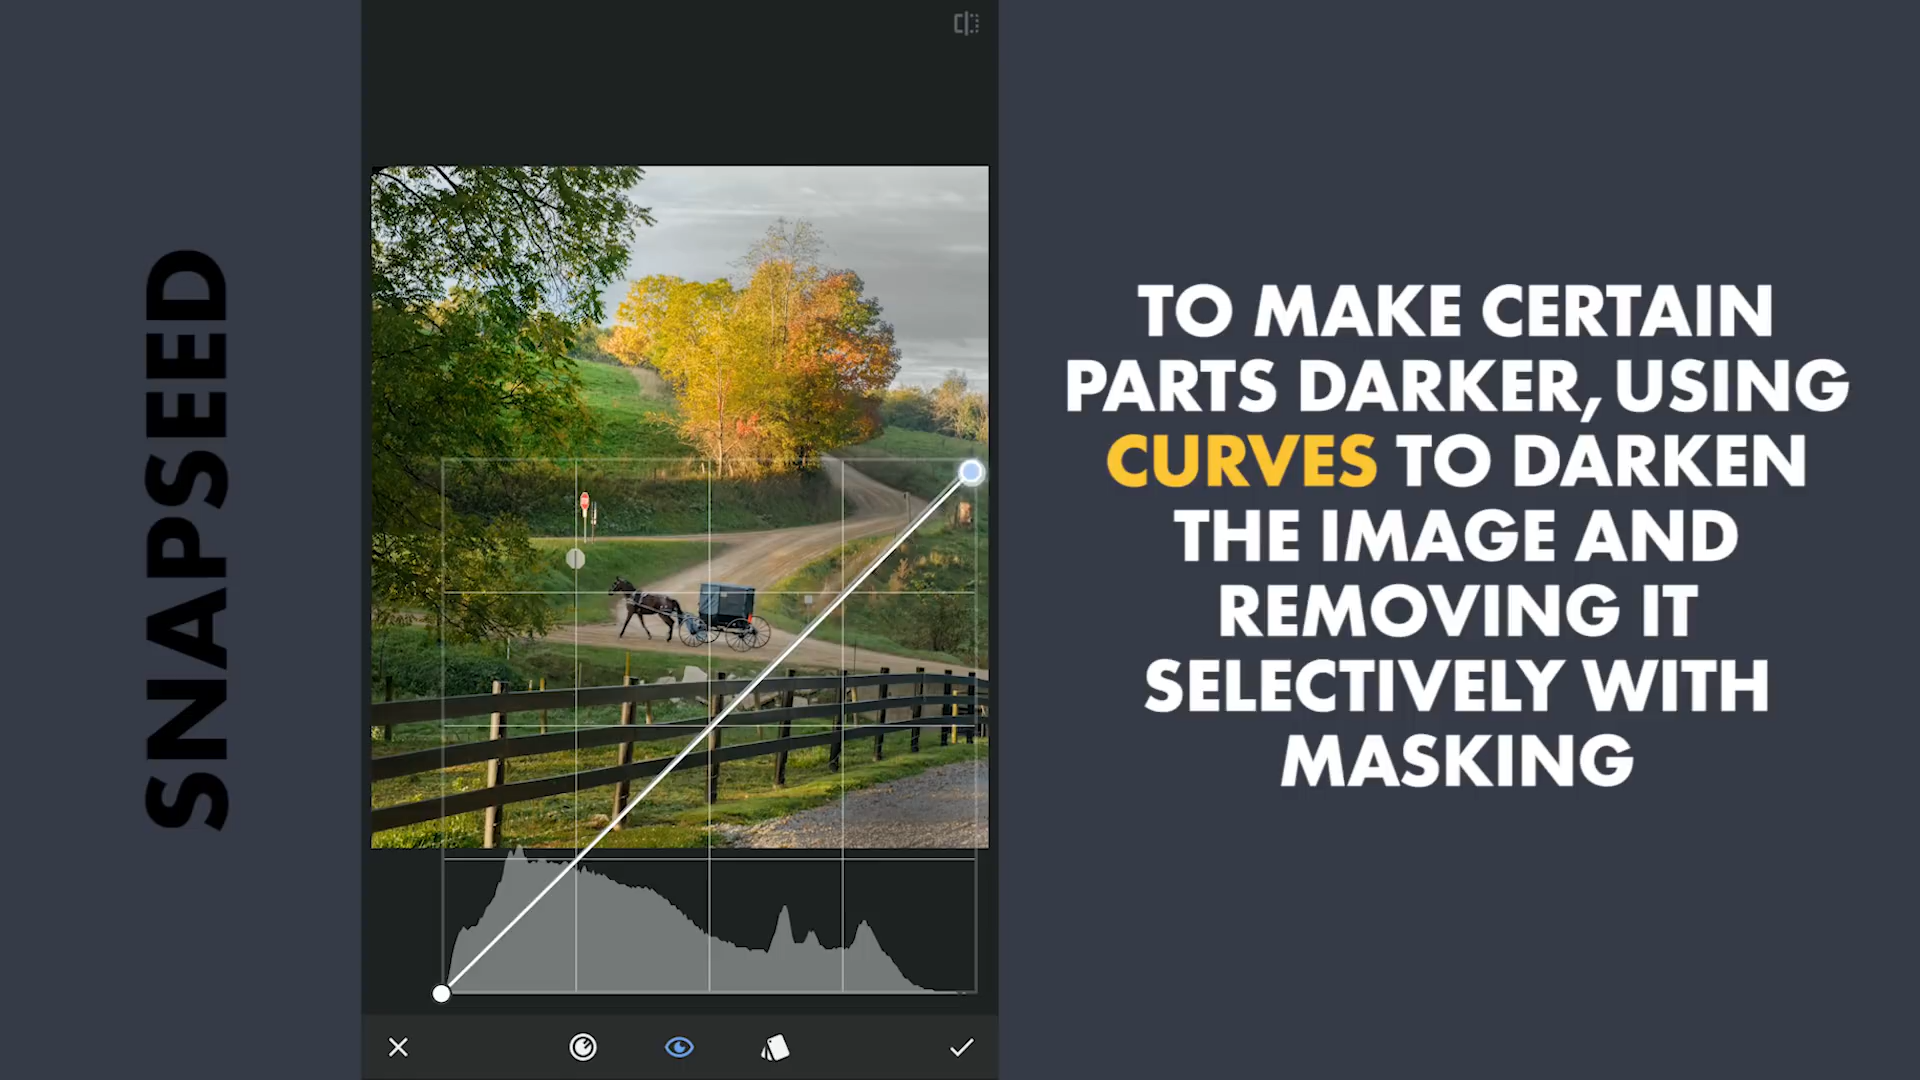 SNAPSEED
TO MAKE CERTAIN
PARTS DARKER, USING
CURVES TO DARKEN
THE IMAGE AND
REMOVING IT
SELECTIVELY WITH
MASKING